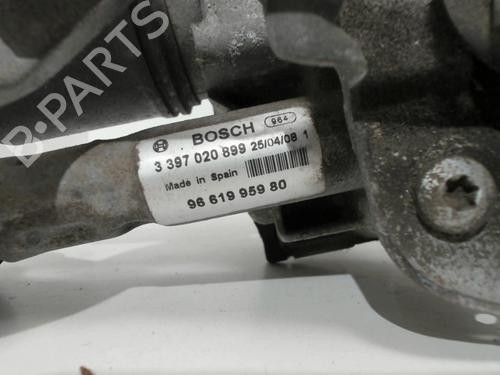 B-PARTS
BOSCH 964
3 397 020 899 25/04/08 1
Made in Spain
96 619 959 80